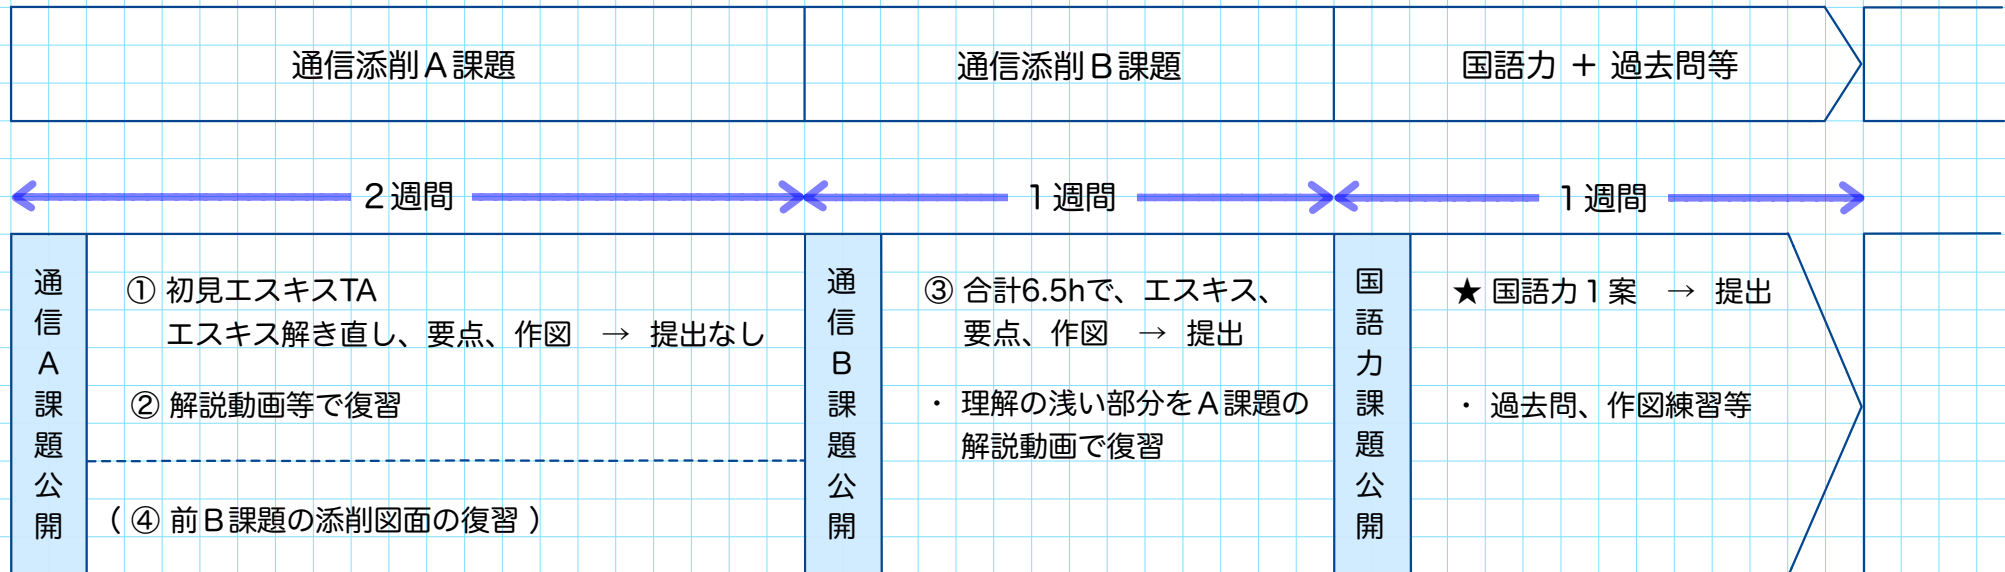 通信添削A課題
通信添削B課題
国語力 ＋ 過去問等
2週間
1週間
1週間
通信A課題公開
① 初見エスキスTA
エスキス解き直し、要点、作図　→ 提出なし
② 解説動画等で復習
（ ④ 前B課題の添削図面の復習 ）
通信B課題公開
③ 合計6.5hで、エスキス、
要点、作図　→ 提出
・ 理解の浅い部分をA課題の
解説動画で復習
国語力課題公開
★ 国語力1案　→ 提出
・ 過去問、作図練習等